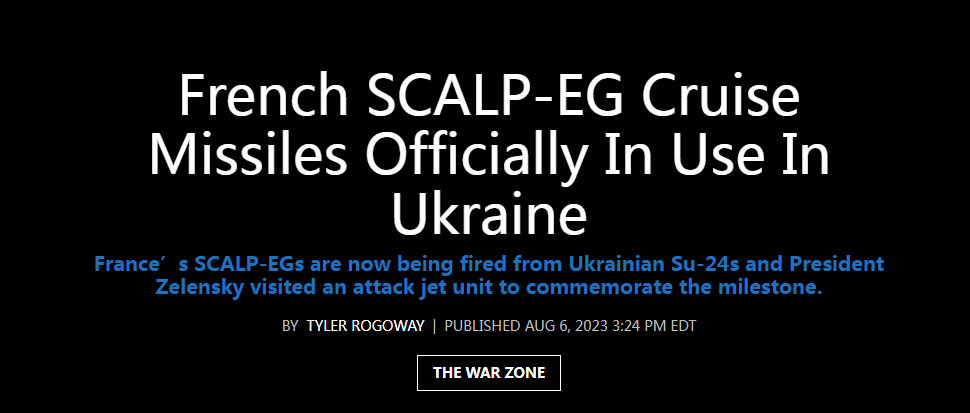 French SCALP-EG Cruise
Missiles Officially In Use In
Ukraine
France’s SCALP-EGs are now being fired from Ukrainian Su-24s and President
Zelensky visited an attack jet unit to commemorate the milestone.
BY TYLER ROGOWAY | PUBLISHED AUG 6, 2023 3:24 PM EDT
THE WAR ZONE